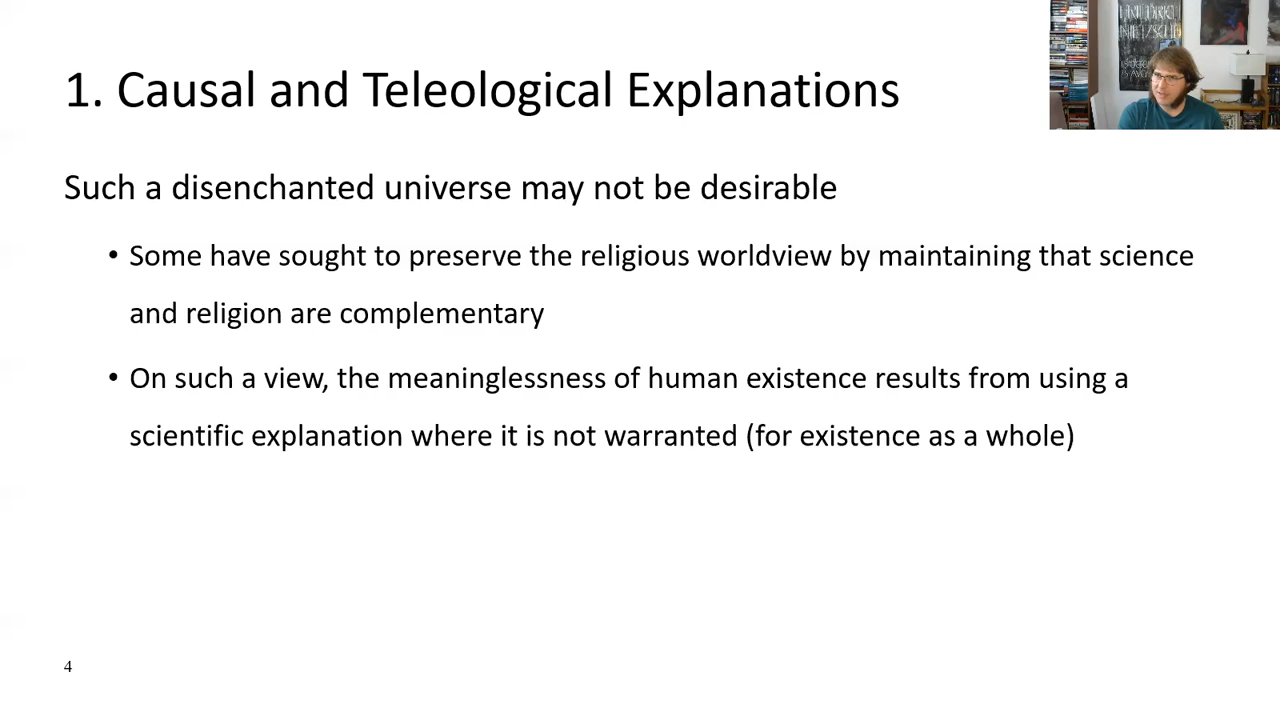 1. Causal and Teleological Explanations
Such a disenchanted universe may not be desirable
• Some have sought to preserve the religious worldview by maintaining that science
and religion are complementary
• On such a view, the meaninglessness of human existence results from using a
scientific explanation where it is not warranted (for existence as a whole)
4